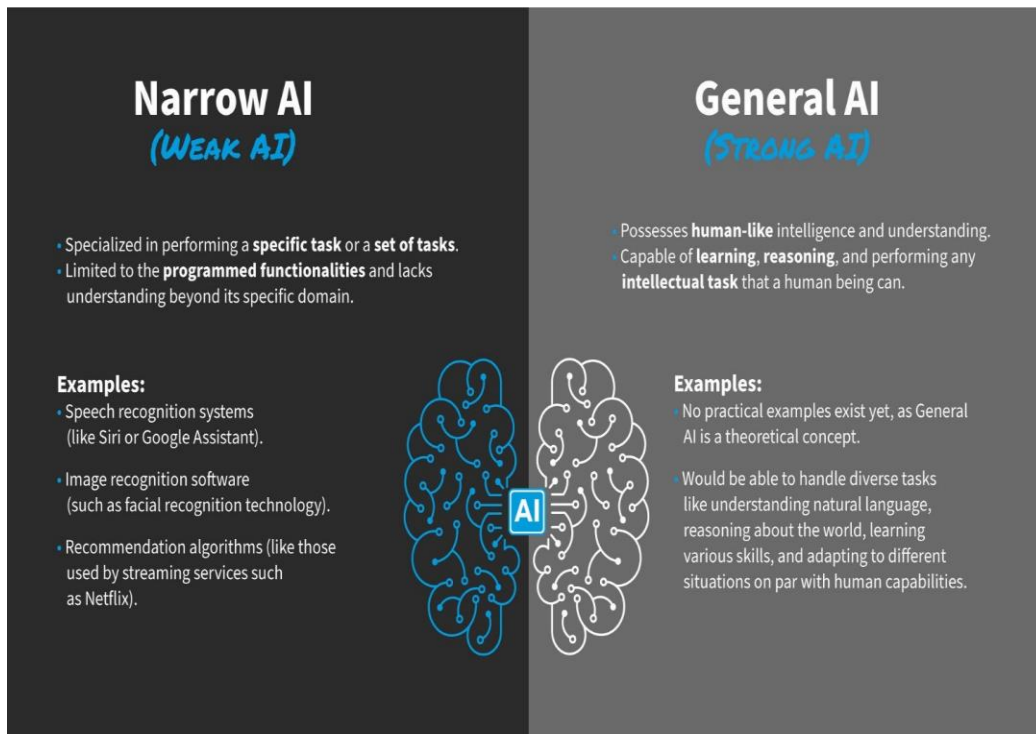 Narrow AI
(WEAK AI)
• Specialized in performing a specific task or a set of tasks.
• Limited to the programmed functionalities and lacks
understanding beyond its specific domain.
Examples:
• Speech recognition systems
(like Siri or Google Assistant).
• Image recognition software
(such as facial recognition technology).
• Recommendation algorithms (like those
used by streaming services such
as Netflix).
AI
General AI
(STRONG AI)
• Possesses human-like intelligence and understanding.
• Capable of learning, reasoning, and performing any
intellectual task that a human being can.
Examples:
• No practical examples exist yet, as General
AI is a theoretical concept.
• Would be able to handle diverse tasks
like understanding natural language,
reasoning about the world, learning
various skills, and adapting to different
situations on par with human capabilities.